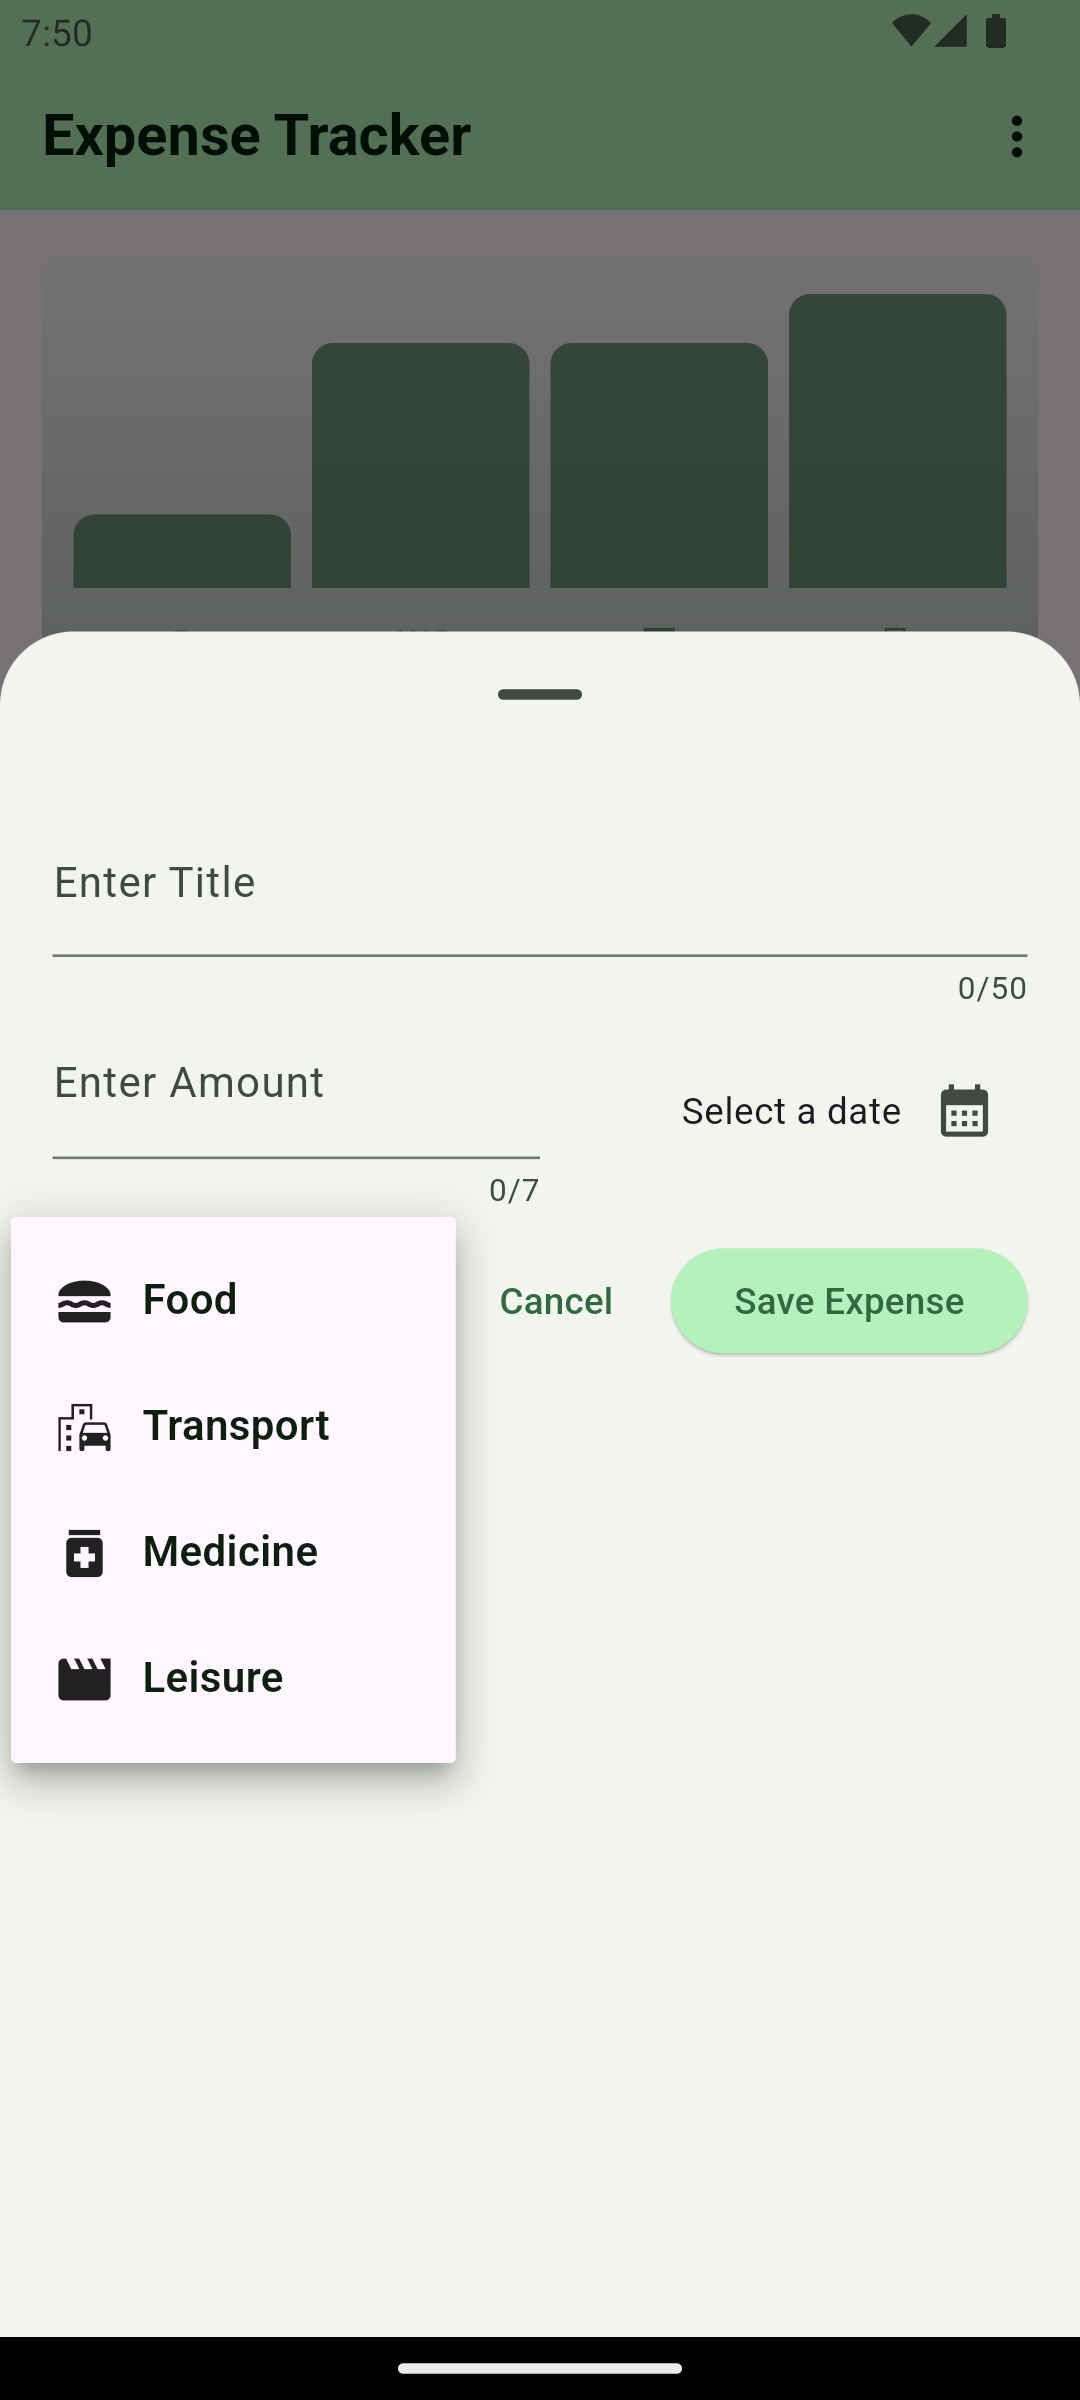 7:50
Expense Tracker
Enter Title
0/50
Enter Amount
Select a date
0/7
Food
Cancel
Save Expense
Transport
Medicine
Leisure